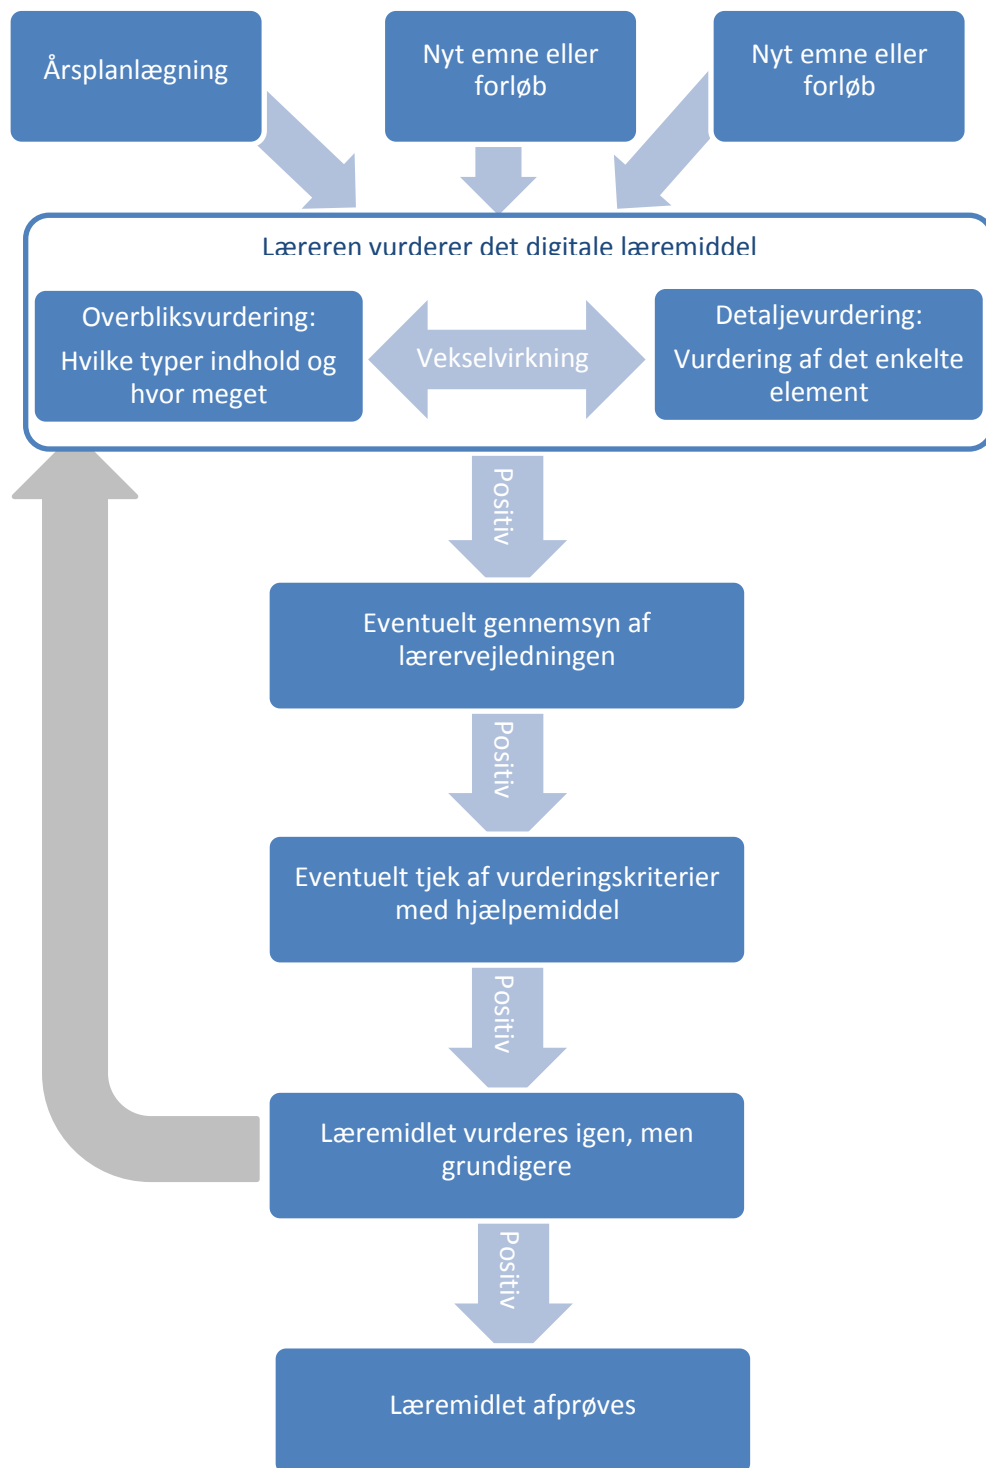 Årsplanlægning
Nyt emne eller
forløb
Nyt emne eller
forløb
Læreren vurderer det digitale læremiddel
Overbliksvurdering:
Hvilke typer indhold og
hvor meget
Vekselvirkning
Detaljevurdering:
Vurdering af det enkelte
element
Positiv
Eventuelt gennemsyn af
lærervejledningen
Positiv
Eventuelt tjek af vurderingskriterier
med hjælpemiddel
Positiv
Læremidlet vurderes igen, men
grundigere
Positiv
Læremidlet afprøves